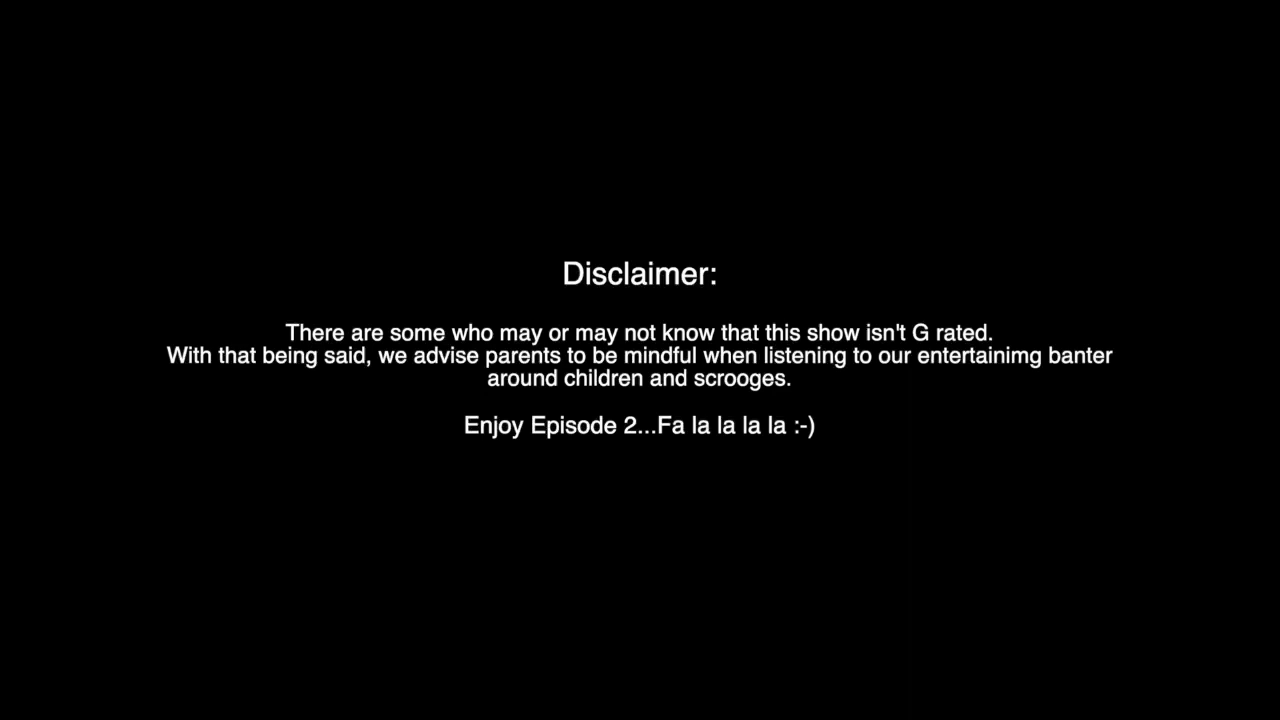 Disclaimer:
There are some who may or may not know that this show isn't G rated.
With that being said, we advise parents to be mindful when listening to our entertainimg banter
around children and scrooges.
Enjoy Episode 2...Fa la la la la :-)